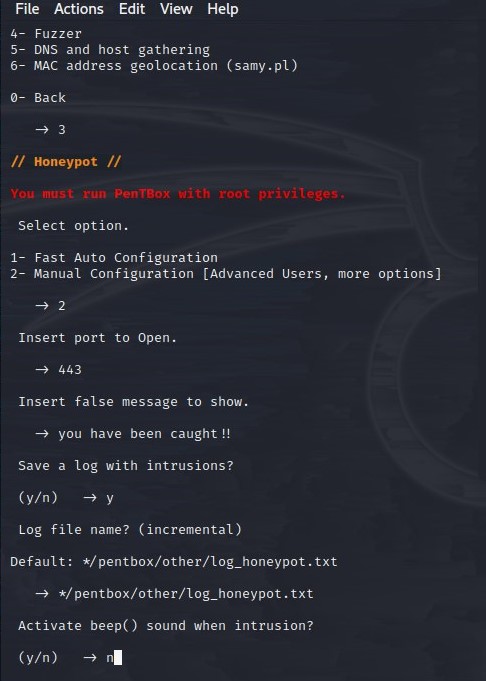 File Actions Edit View Help
4- Fuzzer
5- DNS and host gathering
6- MAC address geolocation (samy.pl)
0- Back
→ 3
// Honeypot //
You must run PenTBox with root privileges.
Select option.
1- Fast Auto Configuration
2- Manual Configuration [Advanced Users, more options]
→ 2
Insert port to Open.
→ 443
Insert false message to show.
→ you have been caught!!
Save a log with intrusions?
(y/n) → y
Log file name? (incremental)
Default: */pentbox/other/log_honeypot.txt
→ */pentbox/other/log_honeypot.txt
Activate beep() sound when intrusion?
(y/n) → n